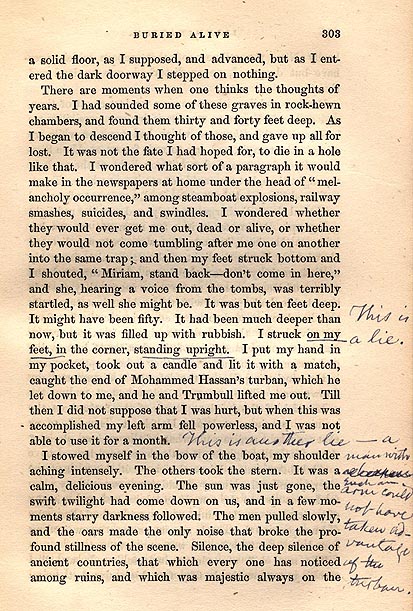 BURIED ALIVE 303
a solid floor, as I supposed, and advanced, but as I ent-
ered the dark doorway I stepped on nothing.
There are moments when one thinks the thoughts of
years. I had sounded some of these graves in rock-hewn
chambers, and found them thirty and forty feet deep. As
I began to descend I thought of those, and gave up all for
lost. It was not the fate I had hoped for, to die in a hole
like that. I wondered what sort of a paragraph it would
make in the newspapers at home under the head of "mel-
ancholy occurrence," among steamboat explosions, railway
smashes, suicides, and swindles. I wondered whether
they would ever get me out, dead or alive, or whether
they would not come tumbling after me one on another
into the same trap; and then my feet struck bottom and
I shouted, "Miriam, stand back—don't come in here,"
and she, hearing a voice from the tombs, was terribly
startled, as well she might be. It was but ten feet deep.
It might have been fifty. It had been much deeper than
now, but it was filled up with rubbish. I struck on my
feet, in the corner, standing upright. I put my hand in
my pocket, took out a candle and lit it with a match,
caught the end of Mohammed Hassan's turban, which he
let down to me, and he and Trumbull lifted me out. Till
then I did not suppose that I was hurt, but when this was
accomplished my left arm fell powerless, and I was not
able to use it for a month.
I stowed myself in the bow of the boat, my shoulder
aching intensely. The others took the stern. It was a
calm, delicious evening. The sun was just gone, the
swift twilight had come down on us, and in a few mo-
ments starry darkness followed. The men pulled slowly,
and the oars made the only noise that broke the pro-
found stillness of the scene. Silence, the deep silence of
ancient countries, that which every one has noticed
among ruins, and which was majestic always on the
This is
a lie.
This is another lie — a
man with
such an
arm could
not have
taken ad-
vantage
of the
turban.